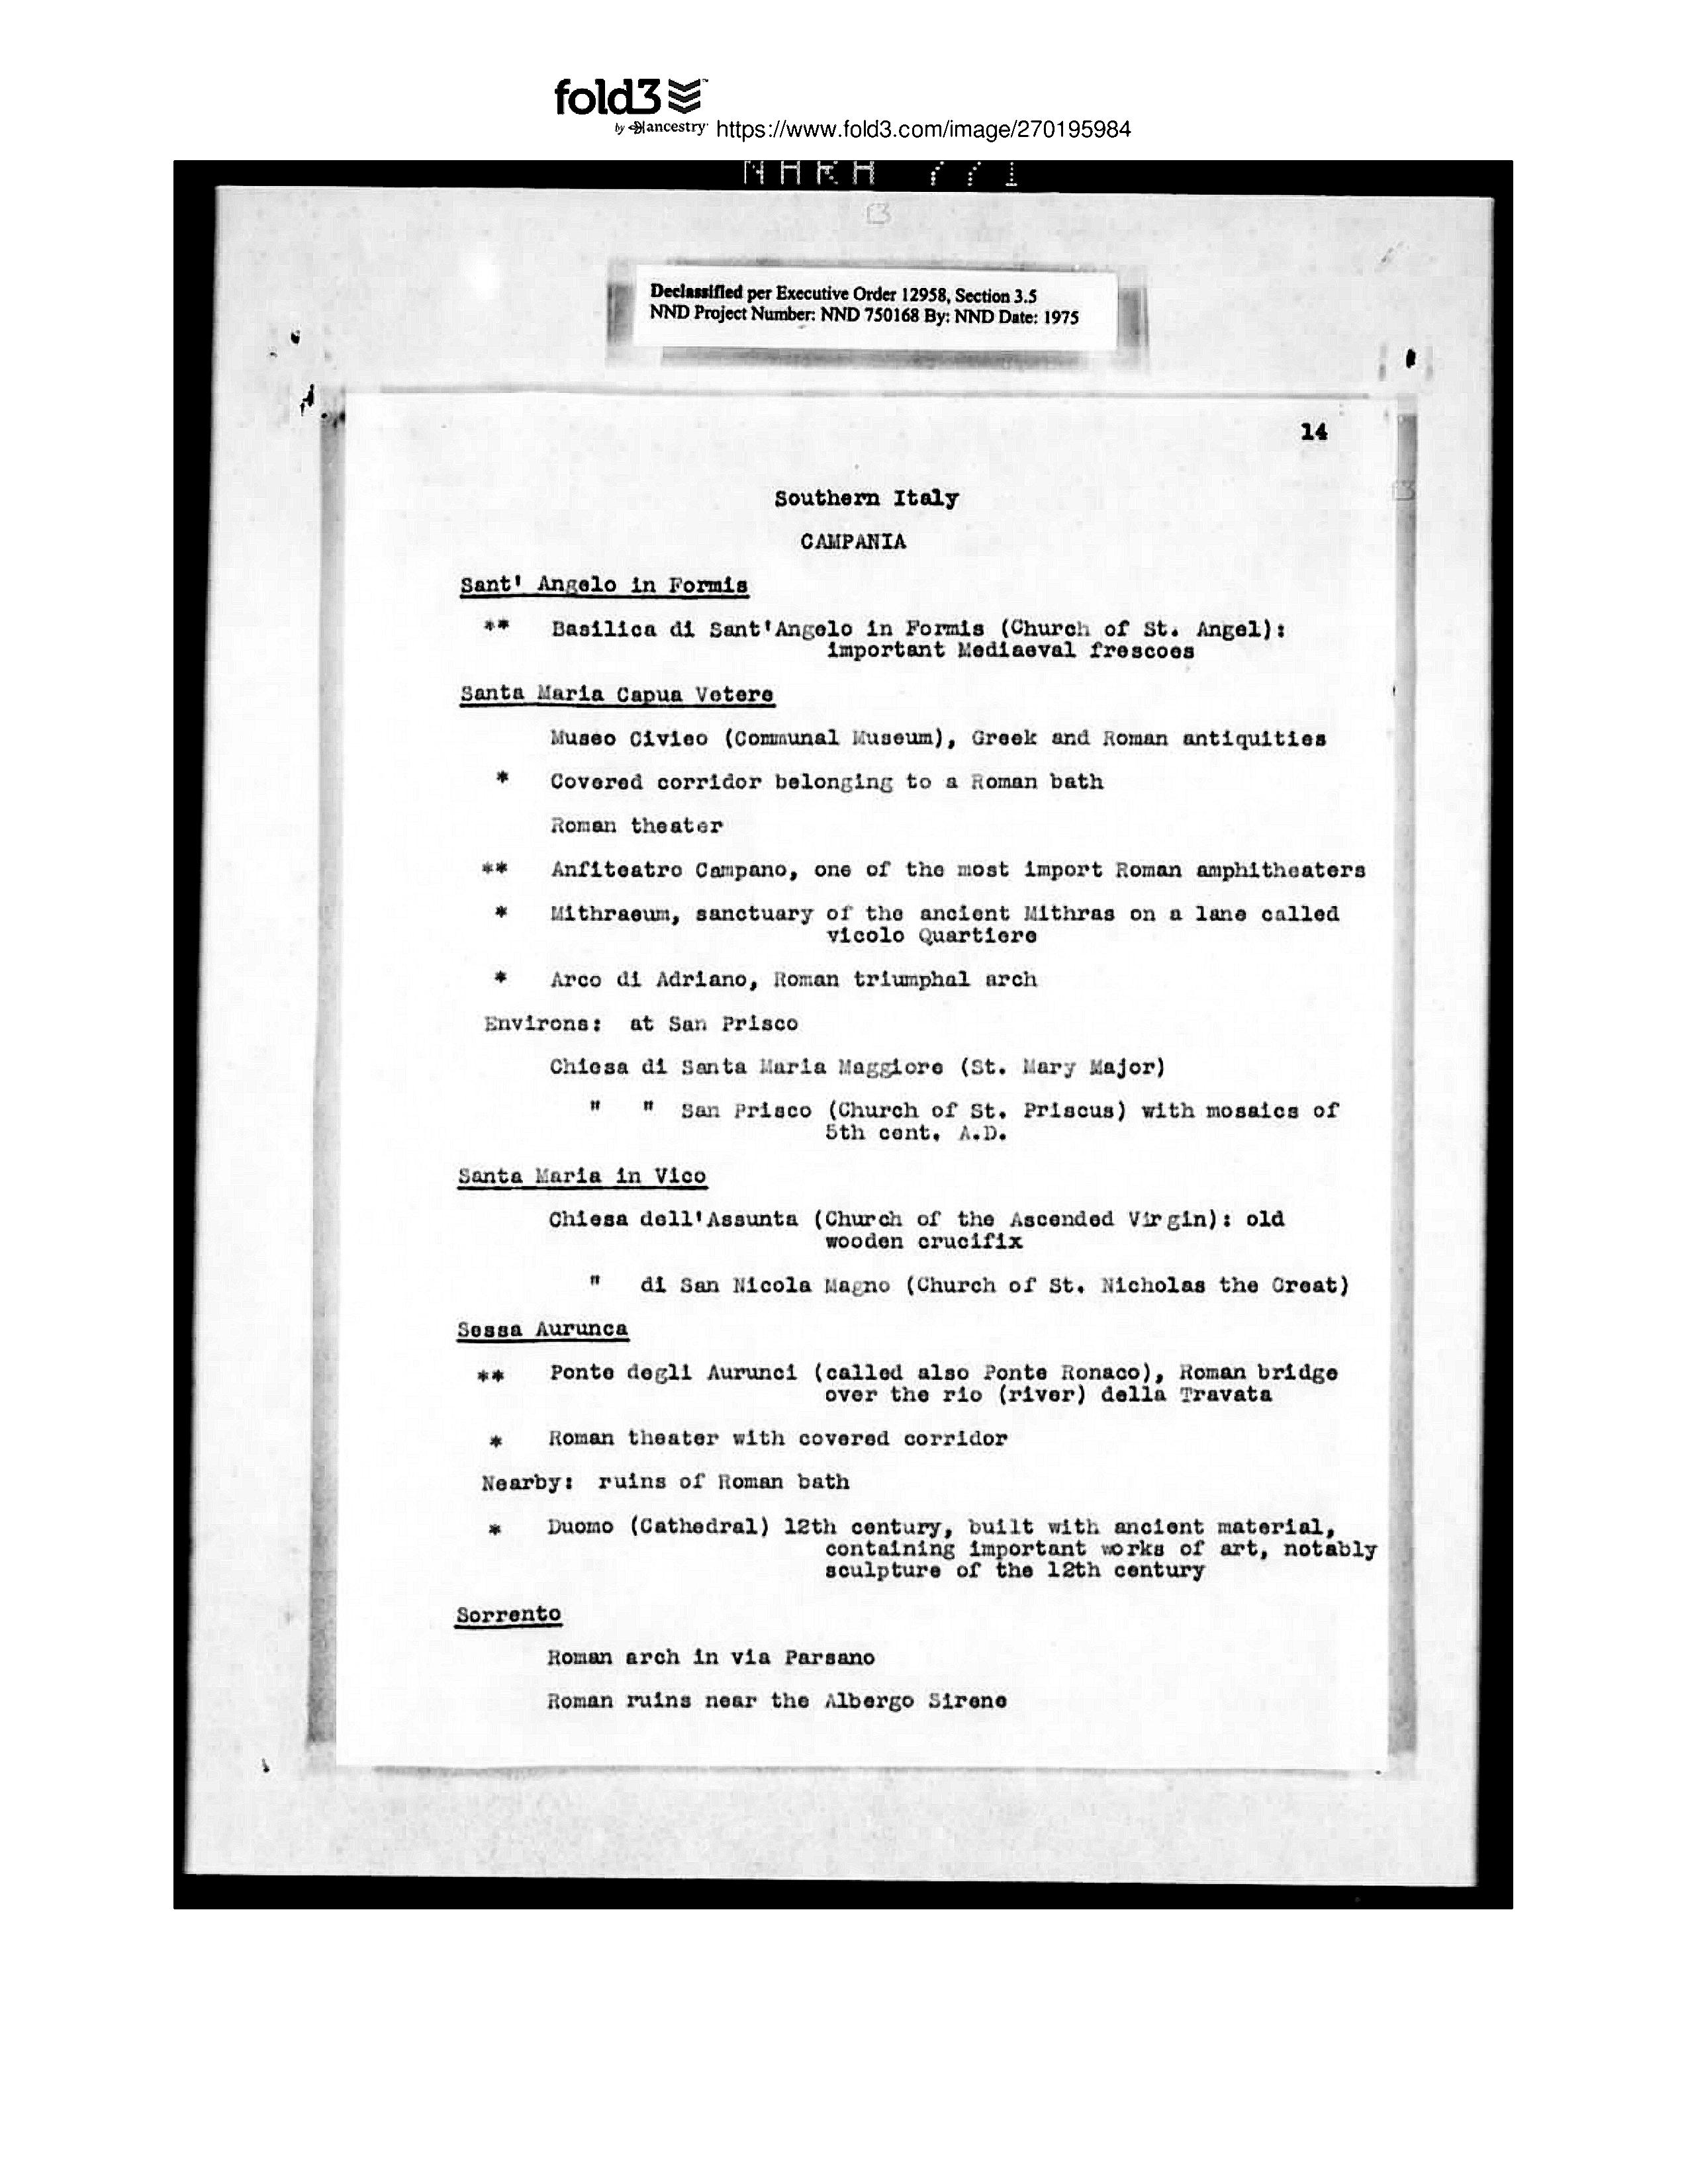 fold3
by ancestry https://www.fold3.com/image/270195984
Declassified per Executive Order 12958, Section 3.5
NND Project Number: NND 750168 By: NND Date: 1975
14
Southern Italy
CAMPANIA
Sant' Angelo in Formis
** Basilica di Sant'Angelo in Formis (Church of St. Angel):
important Mediaeval frescoes
Santa Maria Capua Vetere
Museo Civico (Communal Museum), Greek and Roman antiquities
* Covered corridor belonging to a Roman bath
Roman theater
** Anfiteatro Campano, one of the most import Roman amphitheaters
* Mithraeum, sanctuary of the ancient Mithras on a lane called
vicolo Quartiere
* Arco di Adriano, Roman triumphal arch
Environs: at San Prisco
Chiesa di Santa Maria Maggiore (St. Mary Major)
" " San Prisco (Church of St. Priscus) with mosaics of
5th cent. A.D.
Santa Maria in Vico
Chiesa dell'Assunta (Church of the Ascended Virgin): old
wooden crucifix
" di San Nicola Magno (Church of St. Nicholas the Great)
Sessa Aurunca
** Ponte degli Aurunci (called also Ponte Ronaco), Roman bridge
over the rio (river) della Travata
* Roman theater with covered corridor
Nearby: ruins of Roman bath
* Duomo (Cathedral) 12th century, built with ancient material,
containing important works of art, notably
sculpture of the 12th century
Sorrento
Roman arch in via Parsano
Roman ruins near the Albergo Sirene